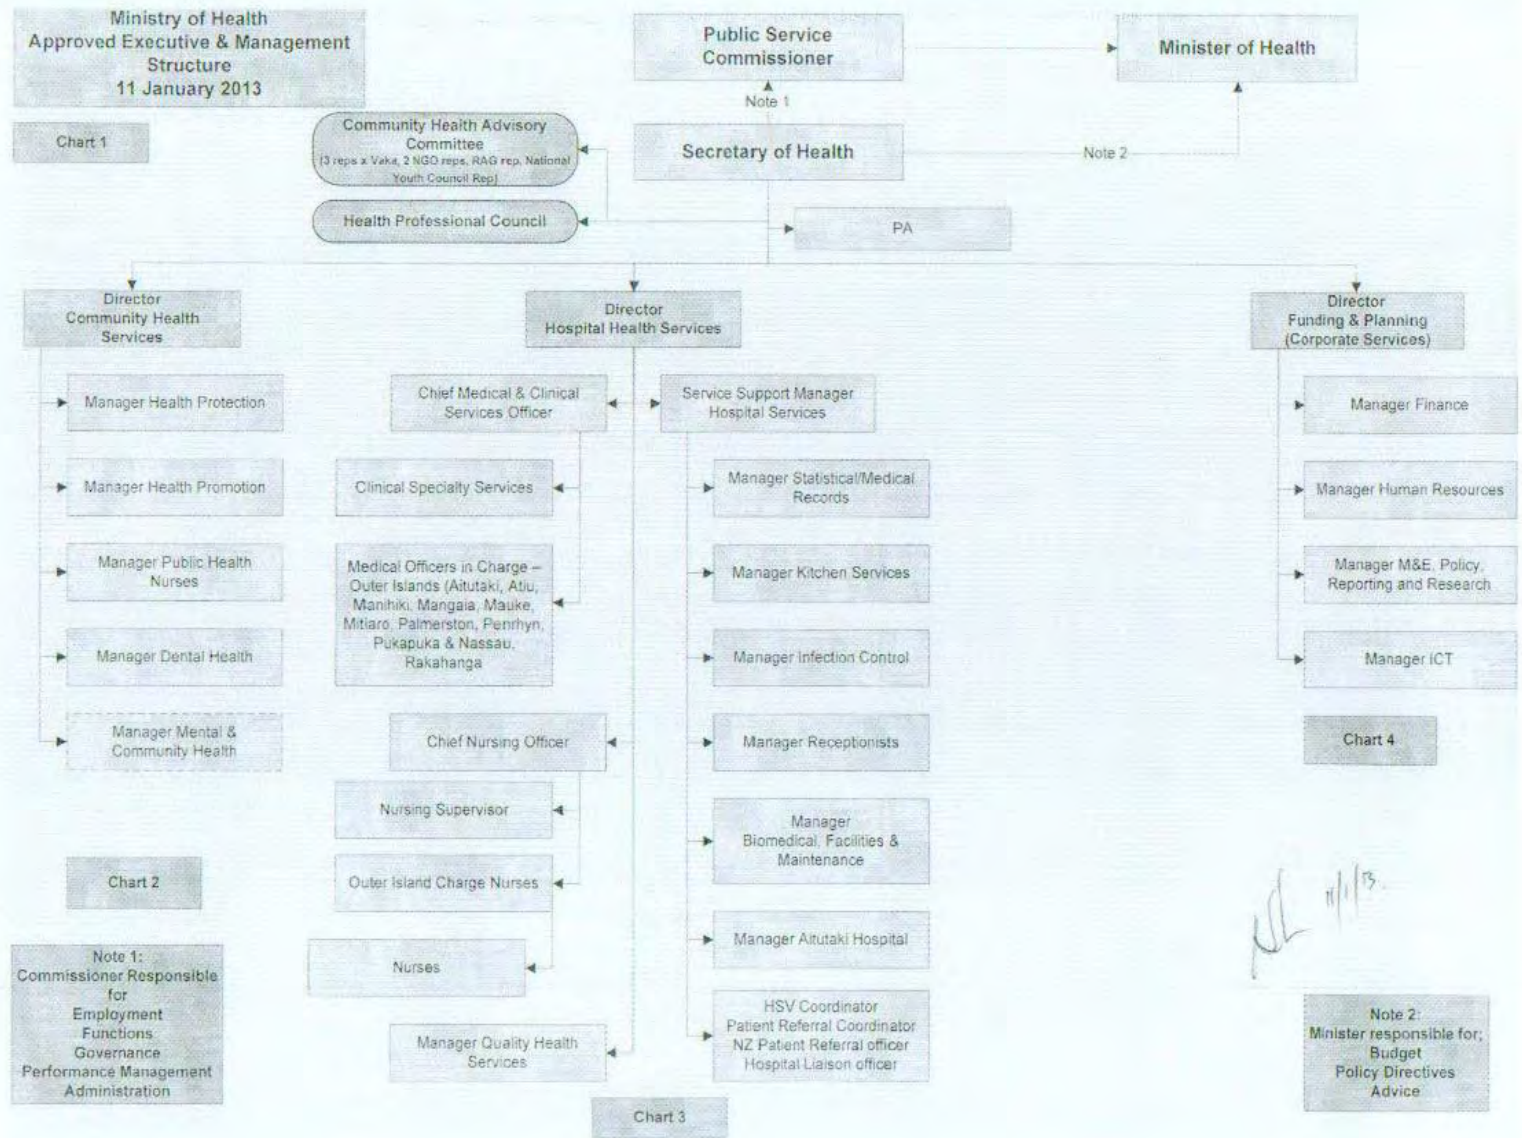 Ministry of Health
Approved Executive & Management
Structure
11 January 2013
Public Service
Commissioner
Minister of Health
Note 1
Chart 1
Community Health Advisory
Committee
(3 reps x Vaka, 2 NGO reps, RAG rep, National
Youth Council Rep)
Secretary of Health
Note 2
Health Professional Council
PA
Director
Community Health
Services
Director
Hospital Health Services
Director
Funding & Planning
(Corporate Services)
Manager Health Protection
Manager Health Promotion
Manager Public Health
Nurses
Manager Dental Health
Manager Mental &
Community Health
Chart 2
Note 1:
Commissioner Responsible
for
Employment
Functions
Governance
Performance Management
Administration
Chief Medical & Clinical
Services Officer
Clinical Specialty Services
Medical Officers in Charge –
Outer Islands (Aitutaki, Atiu,
Manihiki, Mangaia, Mauke,
Mitiaro, Palmerston, Penrhyn,
Pukapuka & Nassau,
Rakahanga
Chief Nursing Officer
Nursing Supervisor
Outer Island Charge Nurses
Nurses
Manager Quality Health
Services
Service Support Manager
Hospital Services
Manager Statistical/Medical
Records
Manager Kitchen Services
Manager Infection Control
Manager Receptionists
Manager
Biomedical, Facilities &
Maintenance
Manager Aitutaki Hospital
HSV Coordinator
Patient Referral Coordinator
NZ Patient Referral officer
Hospital Liaison officer
Chart 3
Manager Finance
Manager Human Resources
Manager M&E, Policy,
Reporting and Research
Manager ICT
Chart 4
11/1/13.
Note 2:
Minister responsible for;
Budget
Policy Directives
Advice